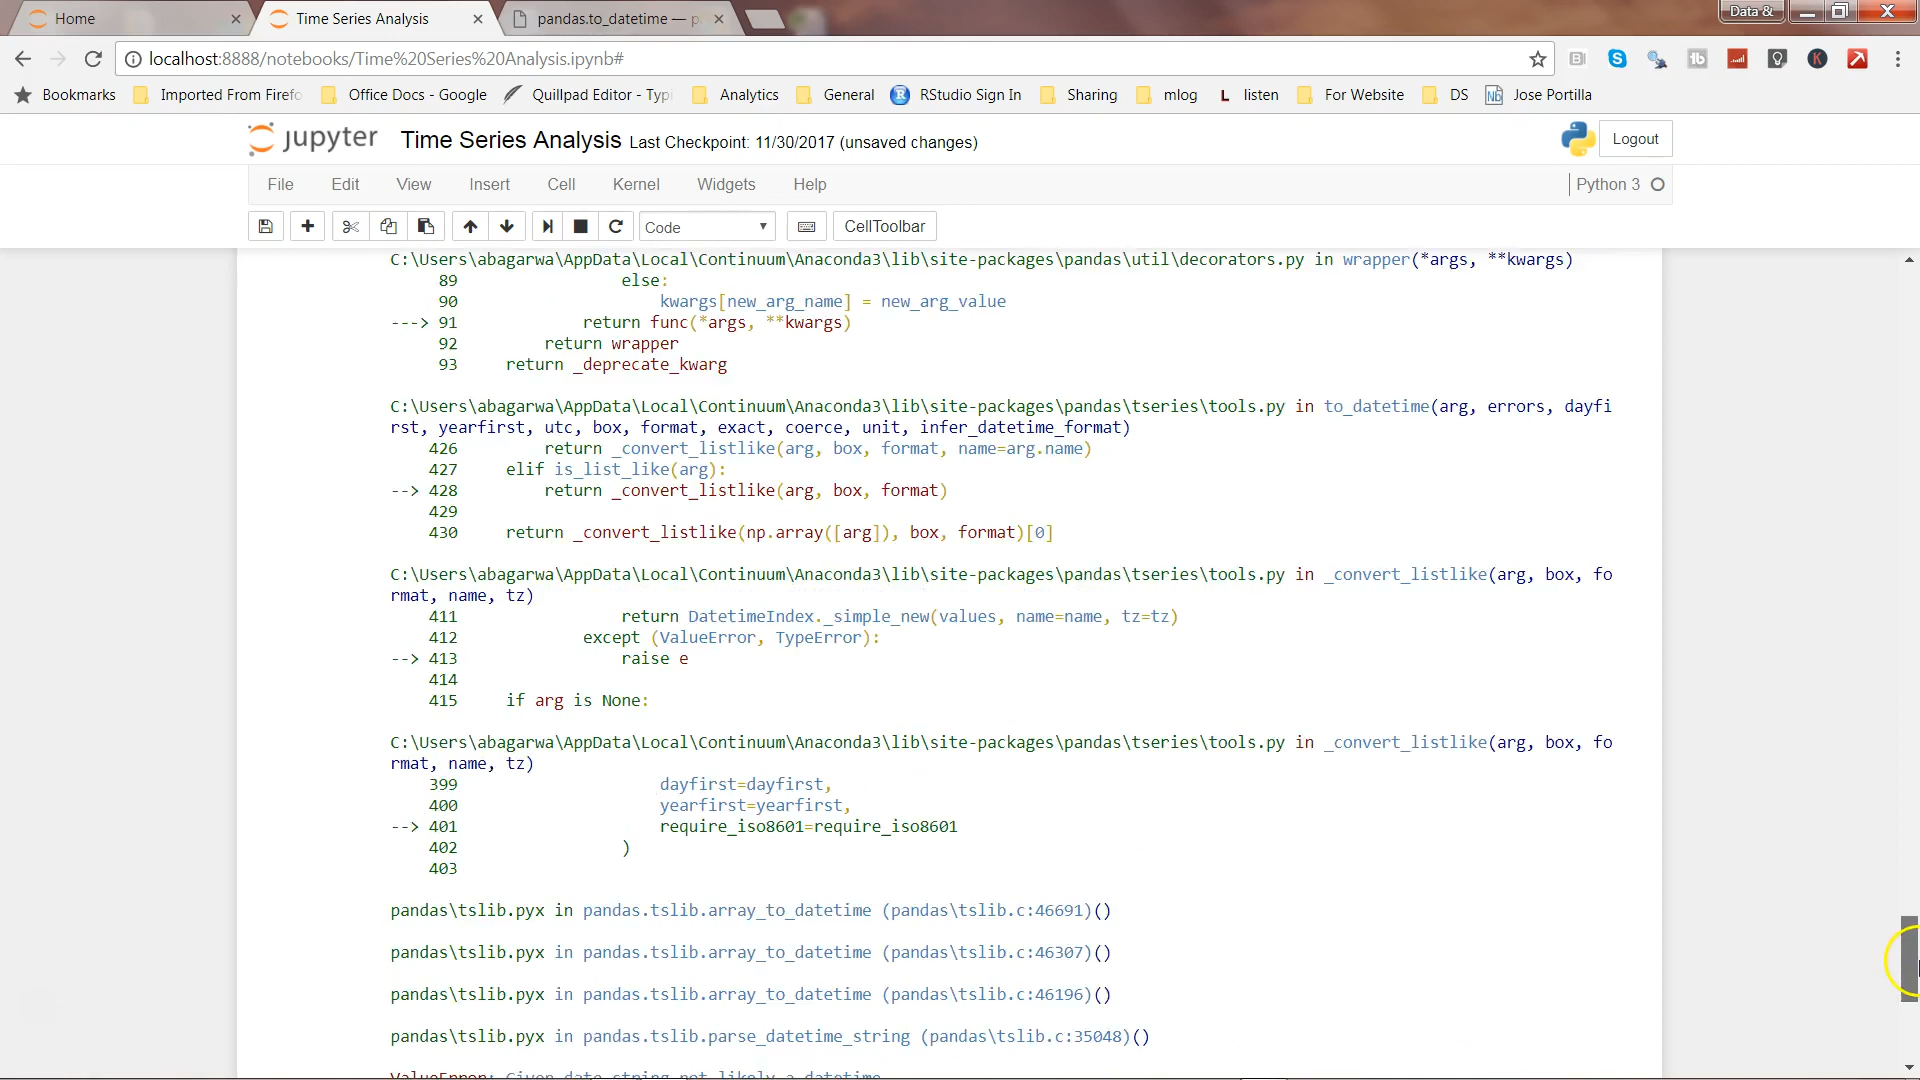 Home
Time Series Analysis
pandas.to_datetime — p
Data &
localhost:8888/notebooks/Time%20Series%20Analysis.ipynb#
Bookmarks
Imported From Firefo
Office Docs - Google
Quillpad Editor - Typi
Analytics
General
RStudio Sign In
Sharing
mlog
L listen
For Website
DS
Nb Jose Portilla
jupyter Time Series Analysis Last Checkpoint: 11/30/2017 (unsaved changes)
Logout
File Edit View Insert Cell Kernel Widgets Help
Python 3
Code
CellToolbar
C:\Users\abagarwa\AppData\Local\Continuum\Anaconda3\lib\site-packages\pandas\util\decorators.py in wrapper(*args, **kwargs)
89 else:
90 kwargs[new_arg_name] = new_arg_value
---> 91 return func(*args, **kwargs)
92 return wrapper
93 return _deprecate_kwarg
C:\Users\abagarwa\AppData\Local\Continuum\Anaconda3\lib\site-packages\pandas\tseries\tools.py in to_datetime(arg, errors, dayfi
rst, yearfirst, utc, box, format, exact, coerce, unit, infer_datetime_format)
426 return _convert_listlike(arg, box, format, name=arg.name)
427 elif is_list_like(arg):
--> 428 return _convert_listlike(arg, box, format)
429
430 return _convert_listlike(np.array([arg]), box, format)[0]
C:\Users\abagarwa\AppData\Local\Continuum\Anaconda3\lib\site-packages\pandas\tseries\tools.py in _convert_listlike(arg, box, fo
rmat, name, tz)
411 return DatetimeIndex._simple_new(values, name=name, tz=tz)
412 except (ValueError, TypeError):
--> 413 raise e
414
415 if arg is None:
C:\Users\abagarwa\AppData\Local\Continuum\Anaconda3\lib\site-packages\pandas\tseries\tools.py in _convert_listlike(arg, box, fo
rmat, name, tz)
399 dayfirst=dayfirst,
400 yearfirst=yearfirst,
--> 401 require_iso8601=require_iso8601
402 )
403
pandas\tslib.pyx in pandas.tslib.array_to_datetime (pandas\tslib.c:46691)()
pandas\tslib.pyx in pandas.tslib.array_to_datetime (pandas\tslib.c:46307)()
pandas\tslib.pyx in pandas.tslib.array_to_datetime (pandas\tslib.c:46196)()
pandas\tslib.pyx in pandas.tslib.parse_datetime_string (pandas\tslib.c:35048)()
ValueError: Given date string not likely a datetime